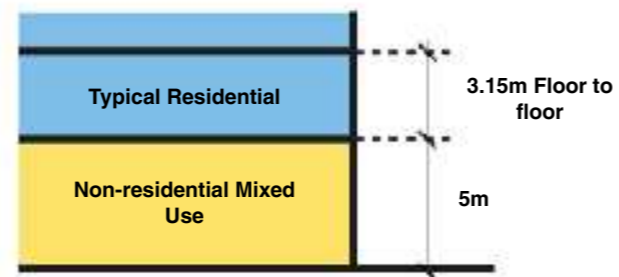 Typical Residential
3.15m Floor to
floor
Non-residential Mixed
Use
5m